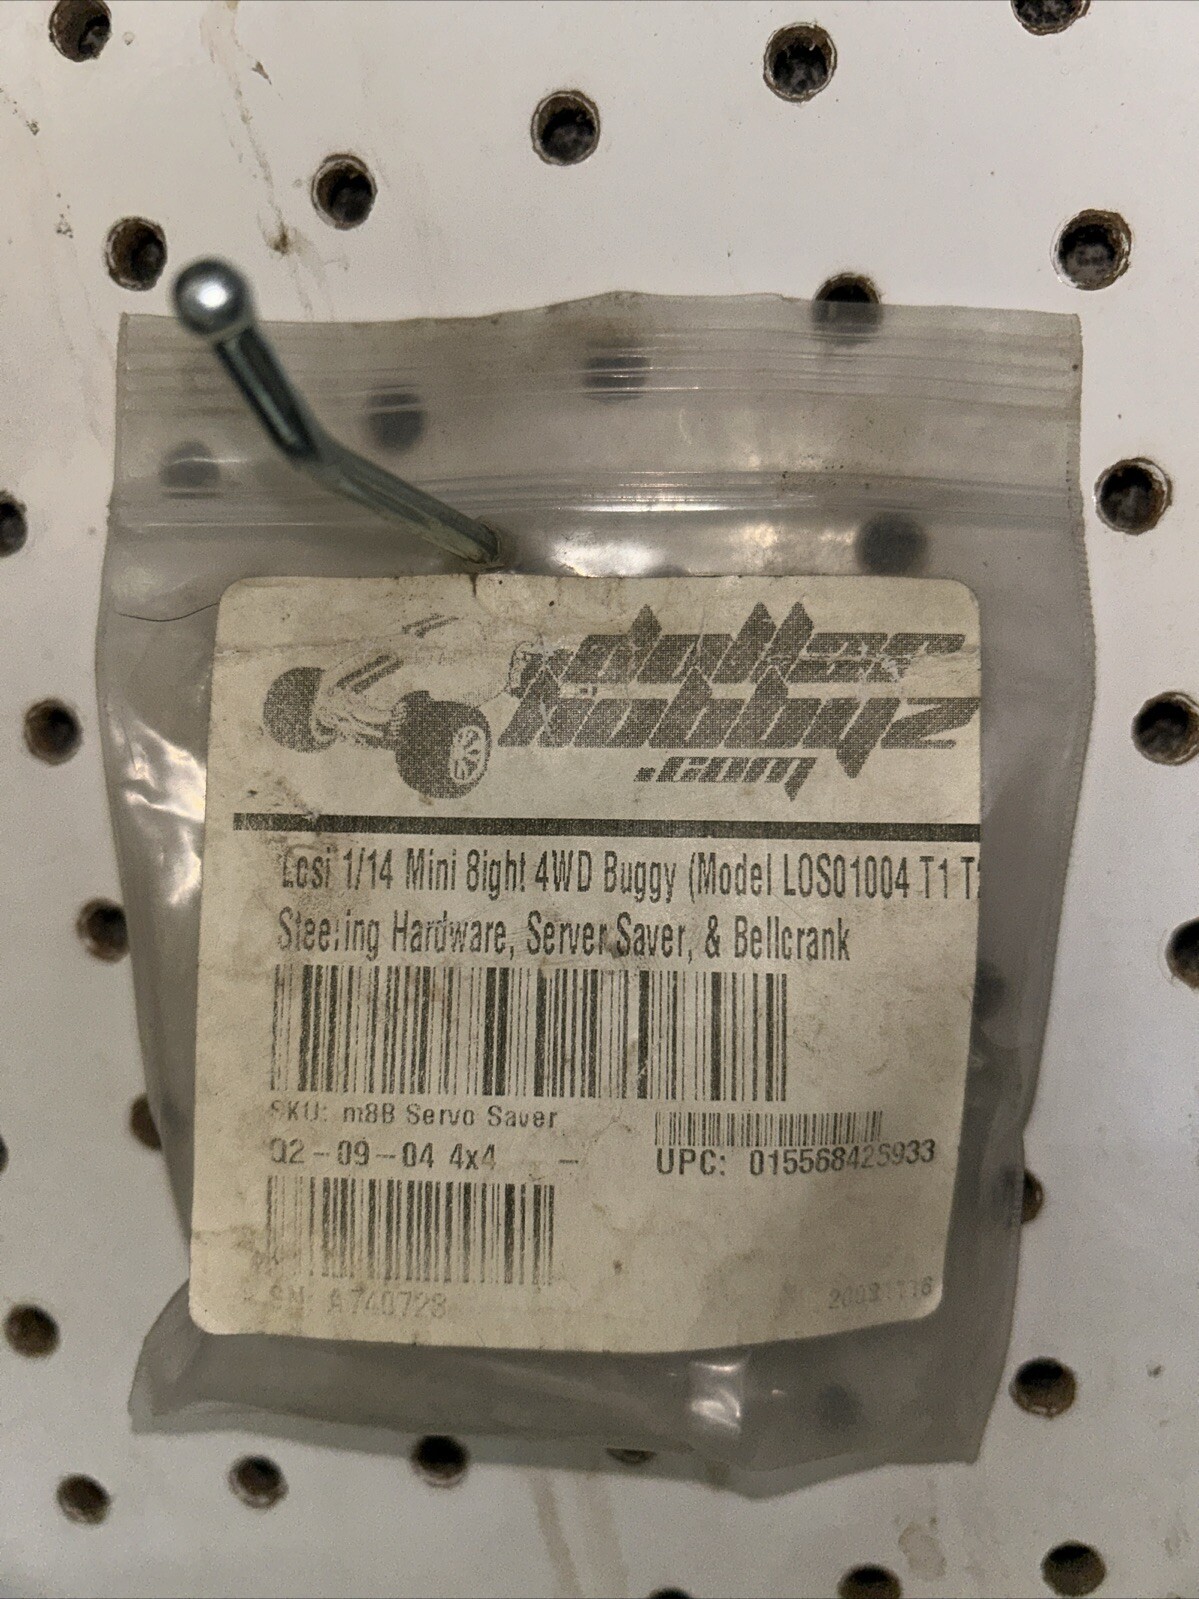 dollar
hobbyz
.com
Losi 1/14 Mini 8ight 4WD Buggy (Model LOS01004 T1
Steering Hardware, Server Saver, & Bellcrank
SKU: m8B Servo Saver
Q2-09-04 4x4 -
UPC: 015568425933
SN: A740728